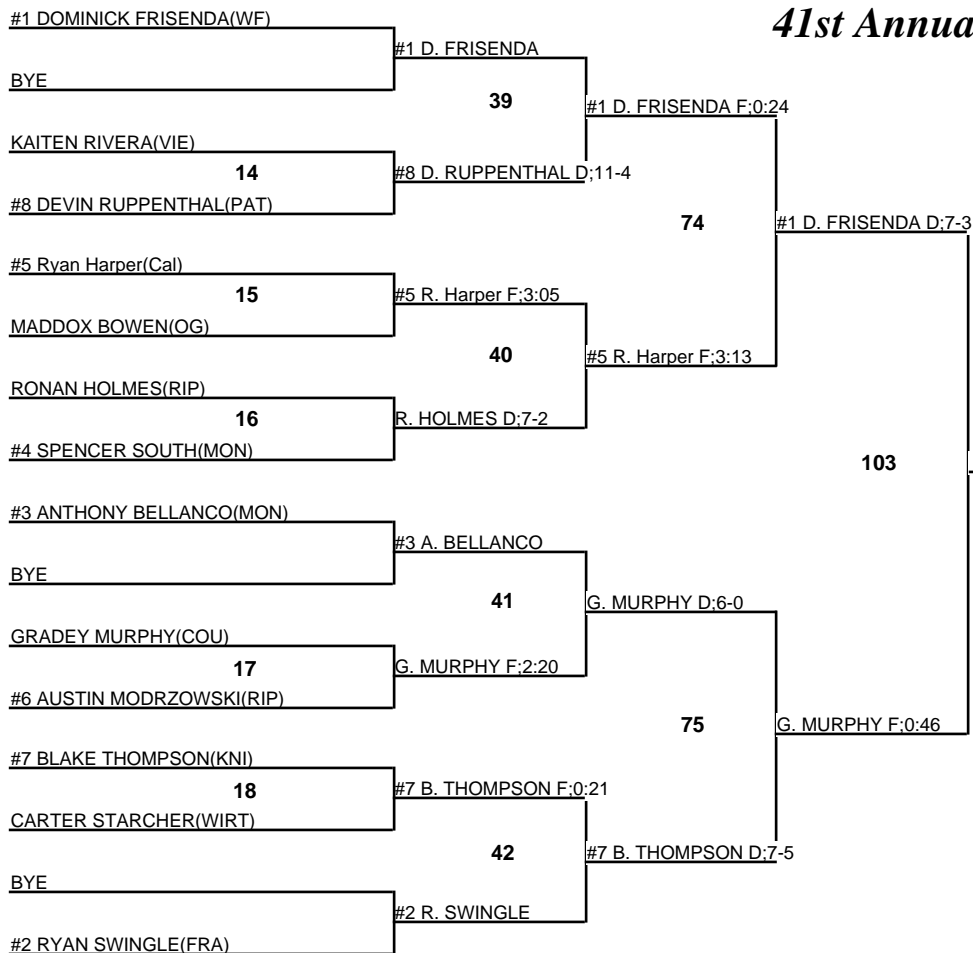 #1 DOMINICK FRISENDA(WF)
41st Annua
#1 D. FRISENDA
BYE
39
#1 D. FRISENDA F;0:24
KAITEN RIVERA(VIE)
14
#8 D. RUPPENTHAL D;11-4
#8 DEVIN RUPPENTHAL(PAT)
74
#1 D. FRISENDA D;7-3
#5 Ryan Harper(Cal)
15
#5 R. Harper F;3:05
MADDOX BOWEN(OG)
40
#5 R. Harper F;3:13
RONAN HOLMES(RIP)
16
R. HOLMES D;7-2
#4 SPENCER SOUTH(MON)
103
#3 ANTHONY BELLANCO(MON)
#3 A. BELLANCO
BYE
41
G. MURPHY D;6-0
GRADEY MURPHY(COU)
17
G. MURPHY F;2:20
#6 AUSTIN MODRZOWSKI(RIP)
75
G. MURPHY F;0:46
#7 BLAKE THOMPSON(KNI)
18
#7 B. THOMPSON F;0:21
CARTER STARCHER(WIRT)
42
#7 B. THOMPSON D;7-5
BYE
#2 R. SWINGLE
#2 RYAN SWINGLE(FRA)